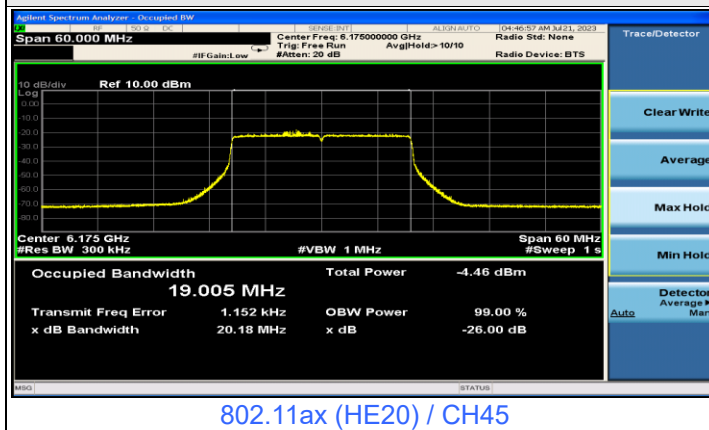 Agilent Spectrum Analyzer - Occupied BW
RF 50 Ω DC SENSE:INT ALIGN AUTO 04:46:57 AM Jul 21, 2023
Span 60.000 MHz
Center Freq: 6.175000000 GHz
Radio Std: None
Trig: Free Run Avg|Hold:>10/10
#IFGain:Low #Atten: 20 dB
Radio Device: BTS
Trace/Detector
10 dB/div Ref 10.00 dBm
Log
0.00
-10.0
-20.0
-30.0
-40.0
-50.0
-60.0
-70.0
-80.0
Clear Write
Average
Max Hold
Min Hold
Detector
Average
Auto Man
Center 6.175 GHz Span 60 MHz
#Res BW 300 kHz #VBW 1 MHz #Sweep 1 s
Occupied Bandwidth Total Power -4.46 dBm
19.005 MHz
Transmit Freq Error 1.152 kHz OBW Power 99.00 %
x dB Bandwidth 20.18 MHz x dB -26.00 dB
MSG STATUS
802.11ax (HE20) / CH45